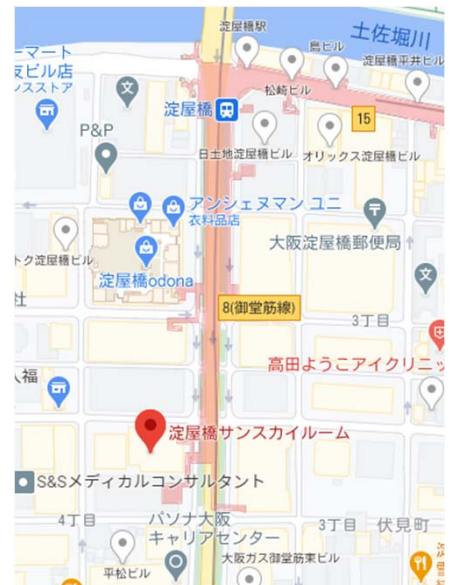 淀屋橋駅
土佐堀川
島ビル
ーマート
友ビル店
ンスストア
淀屋橋平井ビル
松崎ビル
淀屋橋
15
P&P
日土地淀屋橋ビル
オリックス淀屋橋ビル
アンシェヌマン ユニ
衣料品店
大阪淀屋橋郵便局
トク淀屋橋ビル
淀屋橋odona
社
8(御堂筋線)
3丁目
高田ようこアイクリニッ
人福
淀屋橋サンスカイルーム
S&Sメディカルコンサルタント
4丁目
パソナ大阪
キャリアセンター
3丁目
伏見町
大阪ガス御堂筋東ビル
平松ビル